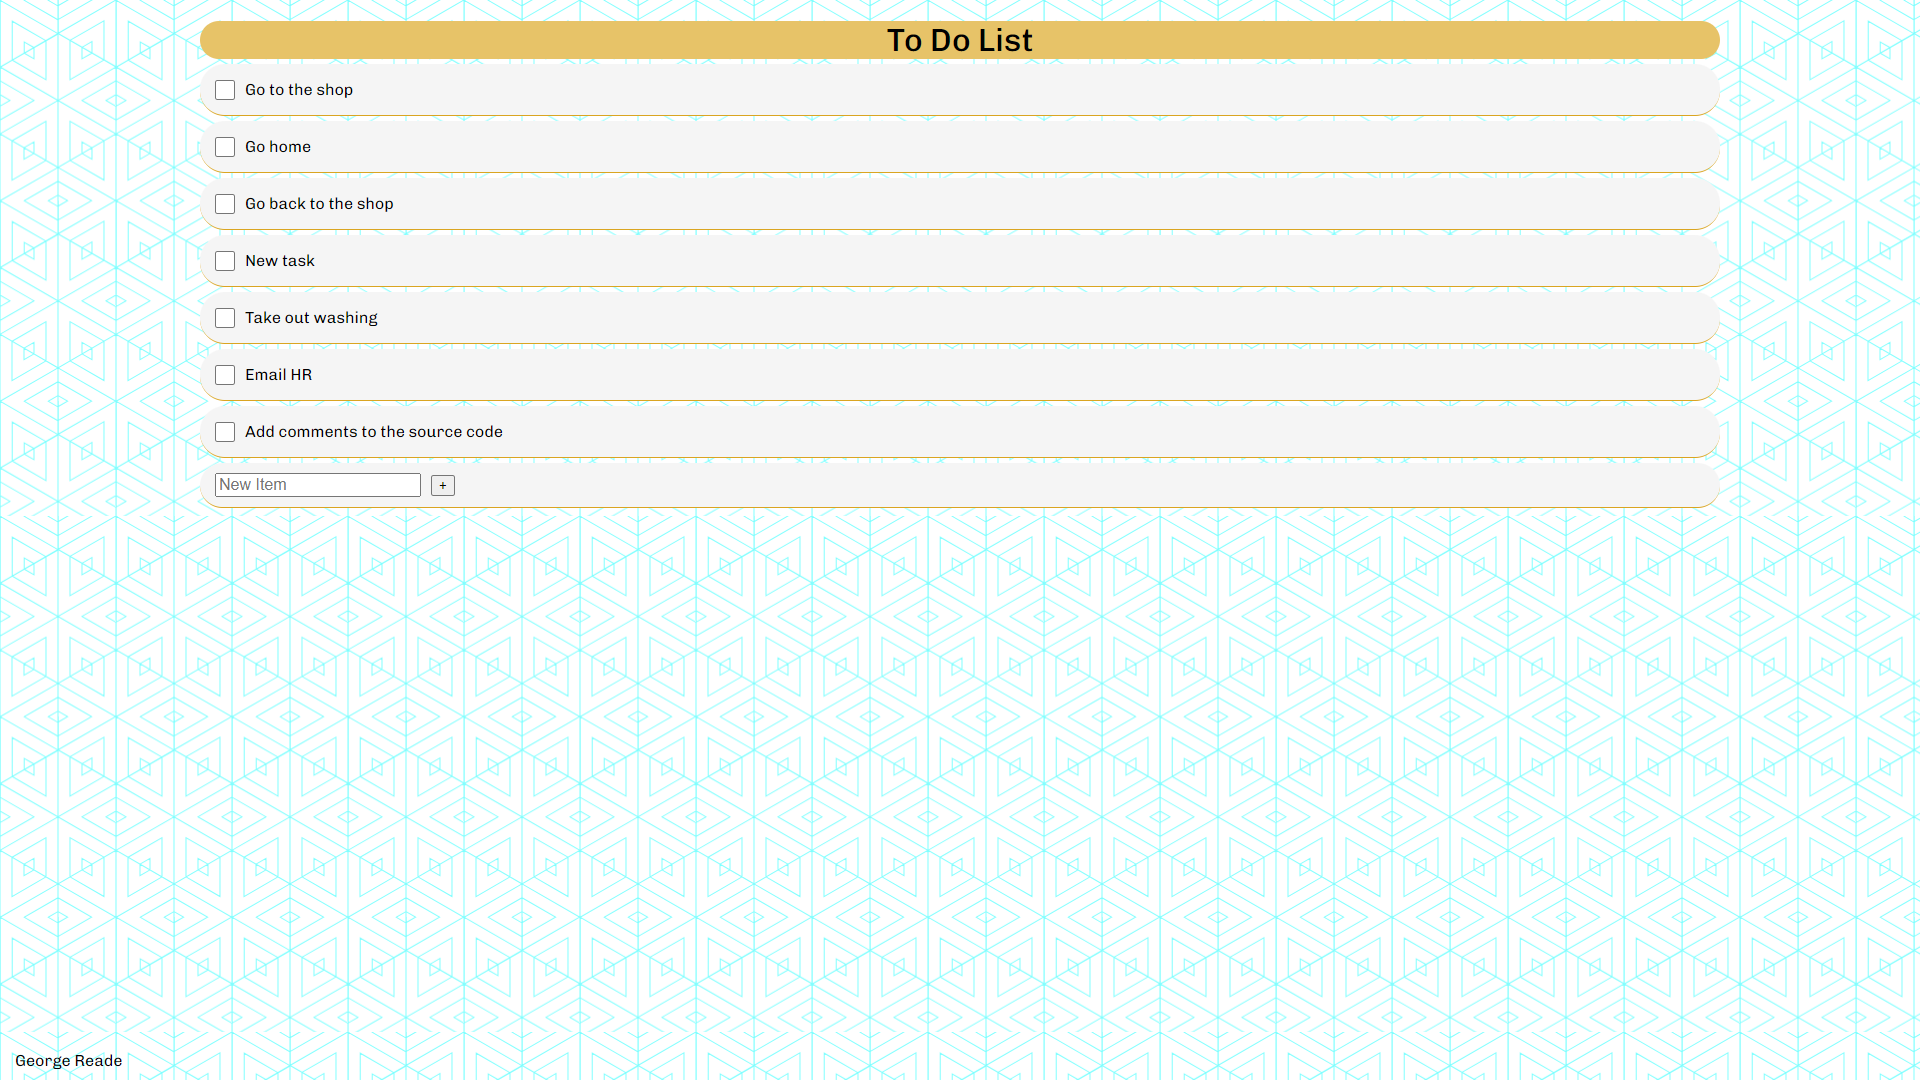 To Do List
Go to the shop
Go home
Go back to the shop
New task
Take out washing
Email HR
Add comments to the source code
New Item +
George Reade